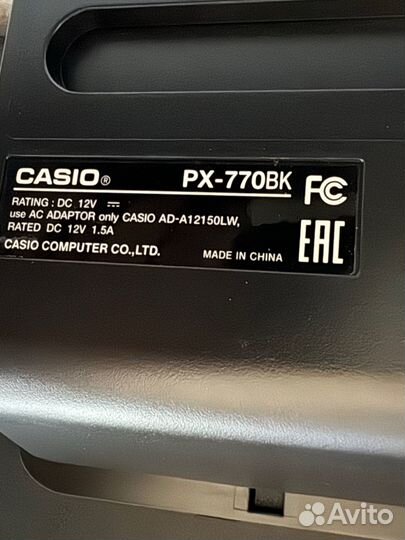 CASIO® PX-770BK FC
RATING : DC 12V ⎓
use AC ADAPTOR only CASIO AD-A12150LW,
RATED DC 12V 1.5A
CASIO COMPUTER CO.,LTD. MADE IN CHINA EAC
Avito